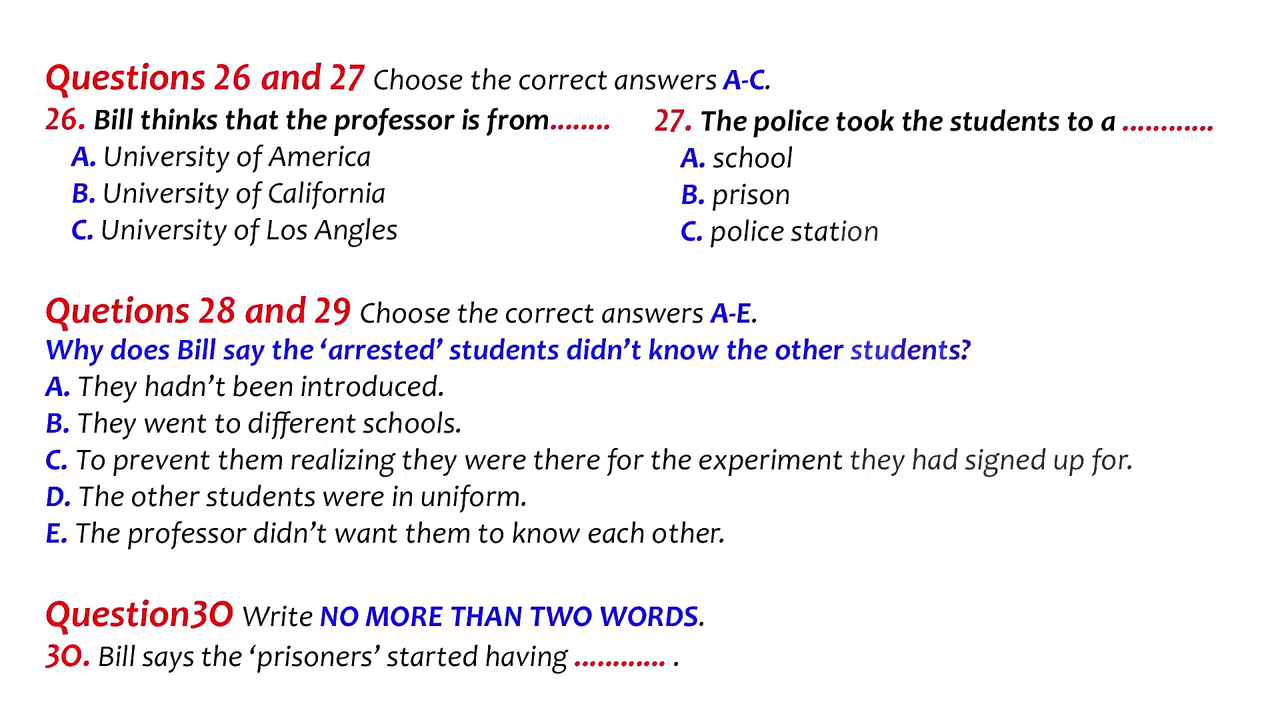 Questions 26 and 27 Choose the correct answers A-C.
26. Bill thinks that the professor is from........
A. University of America
B. University of California
C. University of Los Angles
27. The police took the students to a ............
A. school
B. prison
C. police station
Quetions 28 and 29 Choose the correct answers A-E.
Why does Bill say the ‘arrested’ students didn’t know the other students?
A. They hadn’t been introduced.
B. They went to different schools.
C. To prevent them realizing they were there for the experiment they had signed up for.
D. The other students were in uniform.
E. The professor didn’t want them to know each other.
Question30 Write NO MORE THAN TWO WORDS.
30. Bill says the ‘prisoners’ started having ............ .